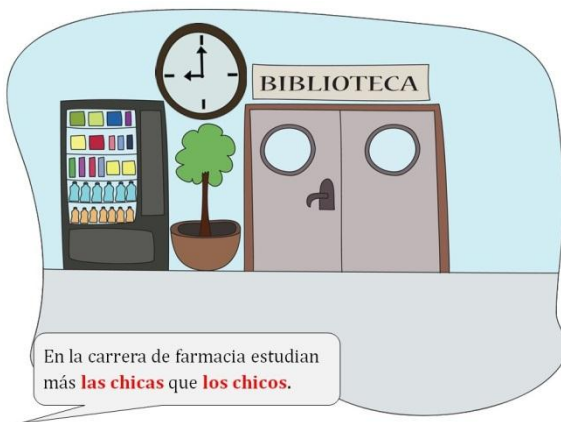 BIBLIOTECA
En la carrera de farmacia estudian
más las chicas que los chicos.